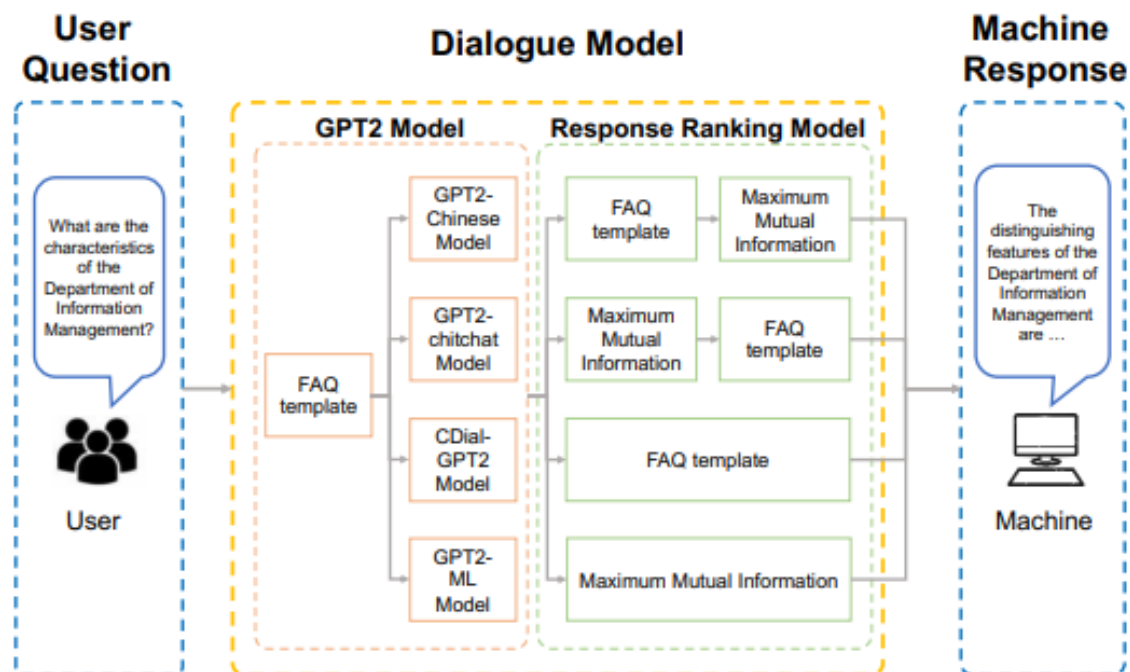 User
Question
Dialogue Model
Machine
Response
GPT2 Model
Response Ranking Model
What are the
characteristics
of the
Department of
Information
Management?
User
FAQ
template
GPT2-
Chinese
Model
GPT2-
chitchat
Model
CDial-
GPT2
Model
GPT2-
ML
Model
FAQ
template
Maximum
Mutual
Information
Maximum
Mutual
Information
FAQ
template
FAQ template
Maximum Mutual Information
The
distinguishing
features of the
Department of
Information
Management
are ...
Machine